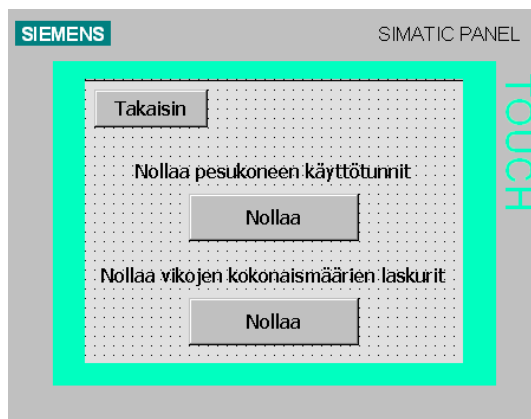 SIEMENS
SIMATIC PANEL
TOUCH
Takaisin
Nollaa pesukoneen käyttötunnit
Nollaa
Nollaa vikojen kokonaismäärien laskurit
Nollaa